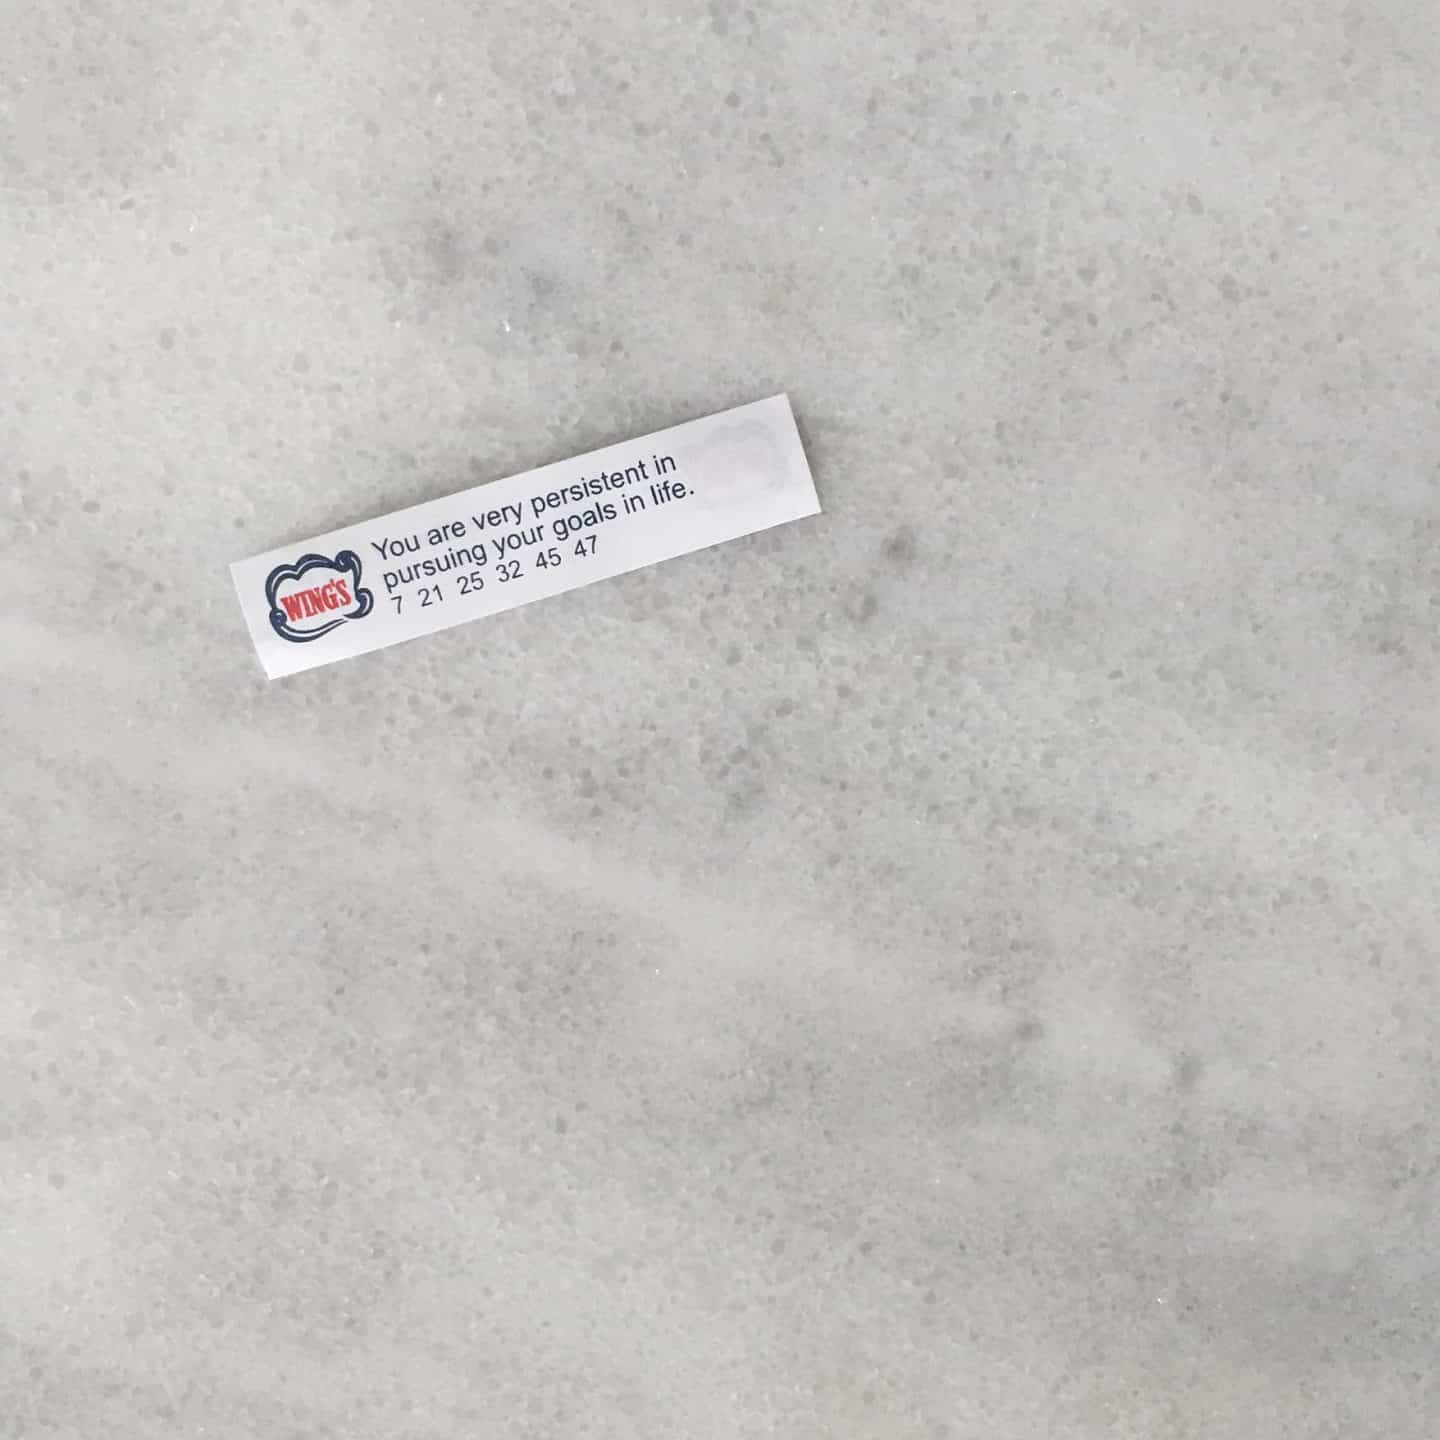 WING'S
You are very persistent in
pursuing your goals in life.
7 21 25 32 45 47